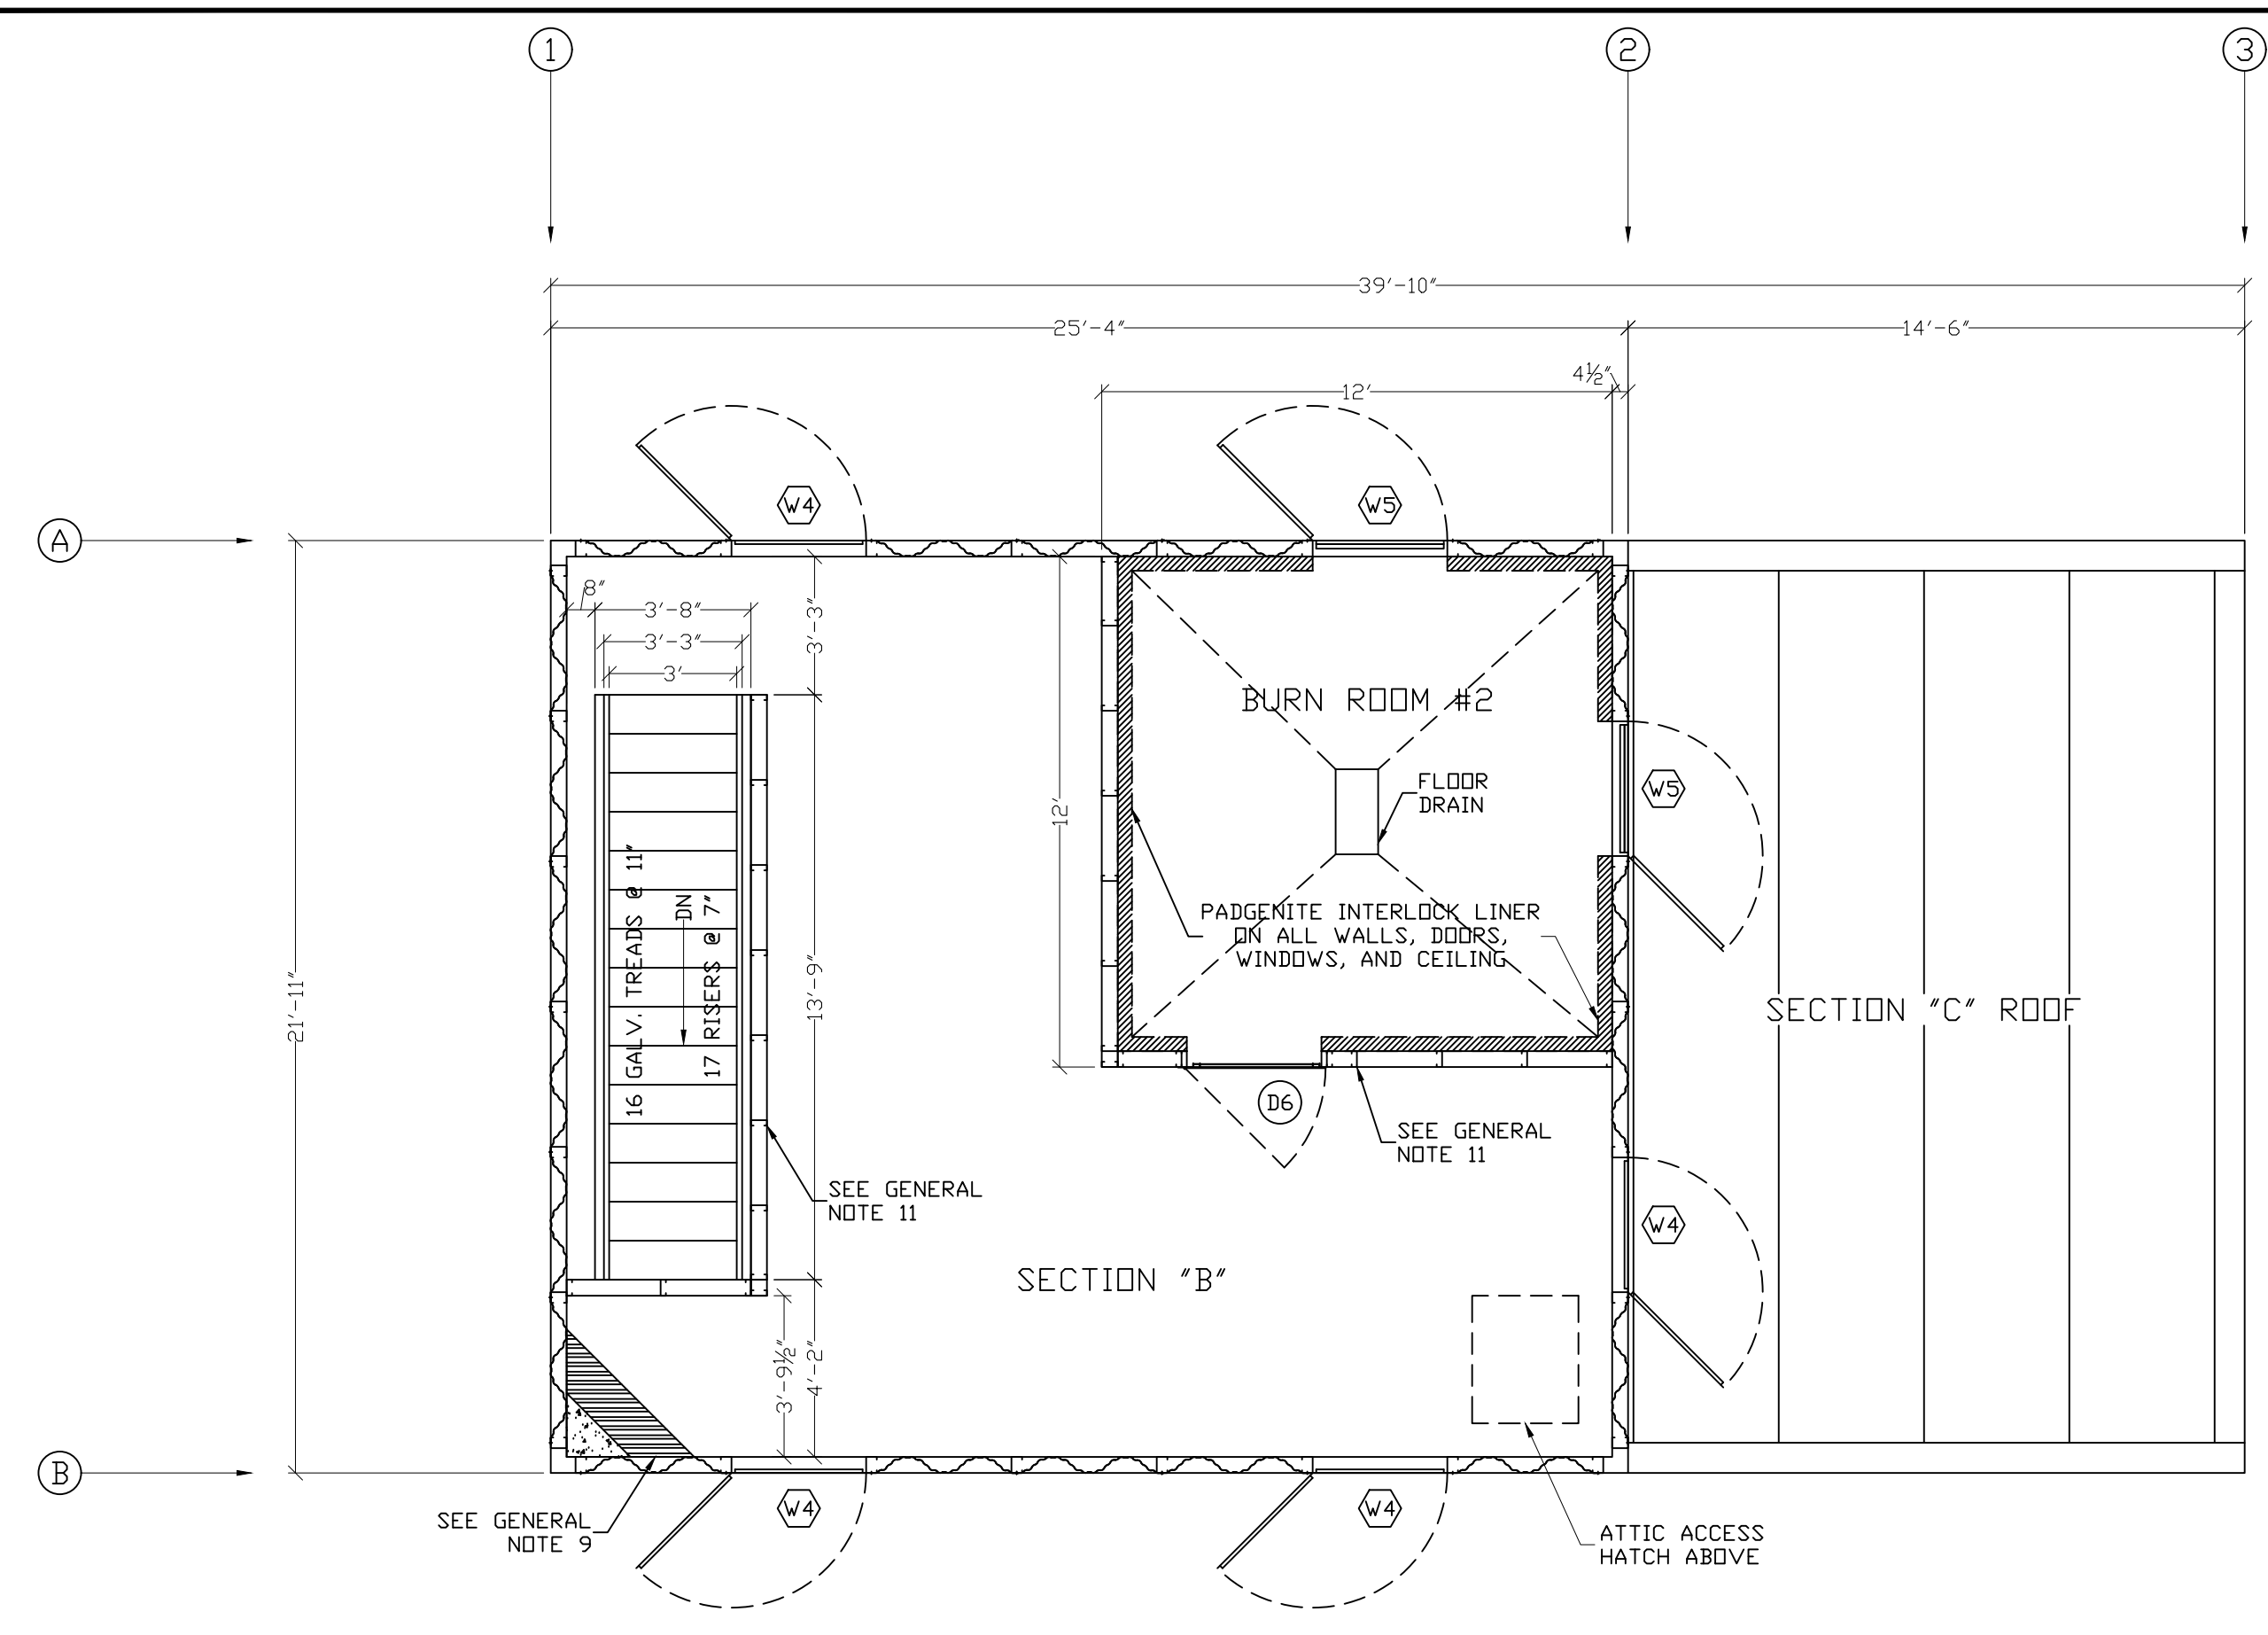 1
2
3
39'-10"
25'-4"
14'-6"
4½"
12'
W4
W5
A
8"
3'-8"
3'-3"
3'-3"
3'
BURN ROOM #2
FLOOR
DRAIN
W5
12'
16 GALV. TREADS @ 11"
DN
17 RISERS @ 7"
13'-9"
21'-11"
PADGENITE INTERLOCK LINER
ON ALL WALLS, DOORS,
WINDOWS, AND CEILING
SECTION "C" ROOF
D6
SEE GENERAL
NOTE 11
SEE GENERAL
NOTE 11
W4
SECTION "B"
3'-9½"
4'-2"
B
W4
W4
SEE GENERAL
NOTE 9
ATTIC ACCESS
HATCH ABOVE